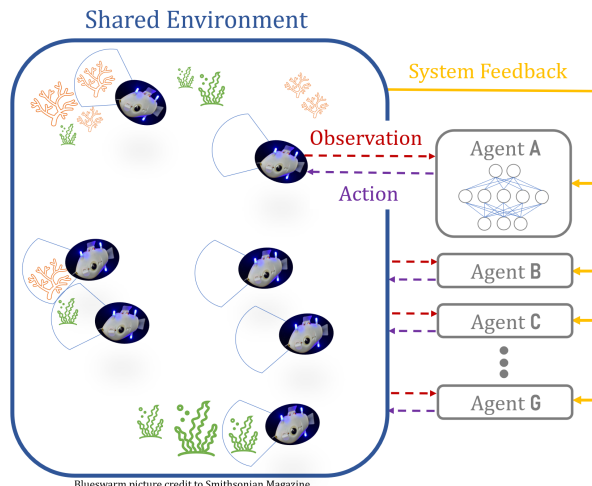 Shared Environment
System Feedback
Observation
Action
Agent A
Agent B
Agent C
Agent G
Blueswarm picture credit to Smithsonian Magazine